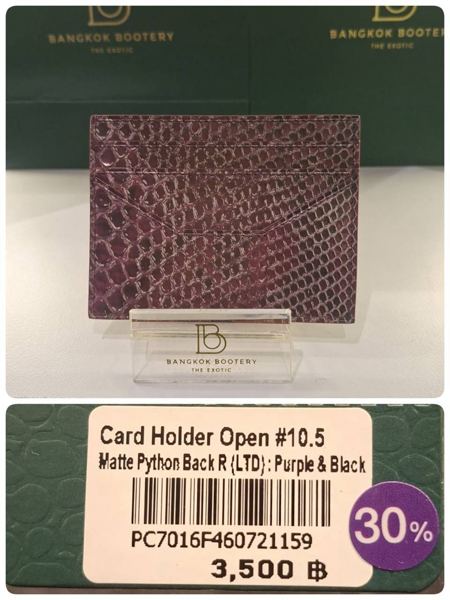 BANGKOK BOOTERY
THE EXOTIC
BANGKOK BOOTERY
THE EXOTIC
B
BANGKOK BOOTERY
THE EXOTIC
Card Holder Open #10.5
Matte Python Back R {LTD} : Purple & Black
PC7016F460721159
3,500 ฿
30%